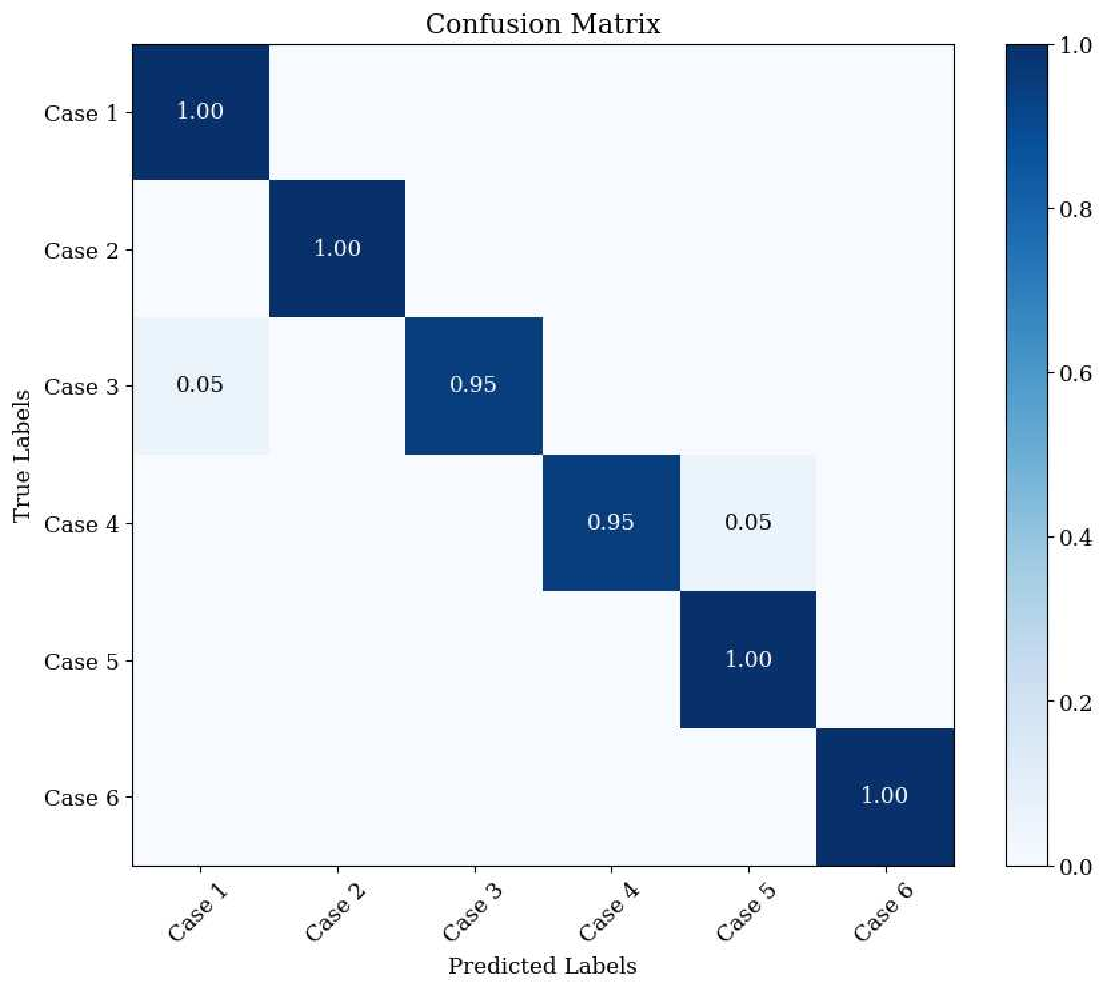 Confusion Matrix
True Labels
Case 1
1.00
Case 2
1.00
Case 3
0.05 0.95
Case 4
0.95 0.05
Case 5
1.00
Case 6
1.00
Case 1 Case 2 Case 3 Case 4 Case 5 Case 6
Predicted Labels
1.0
0.8
0.6
0.4
0.2
0.0